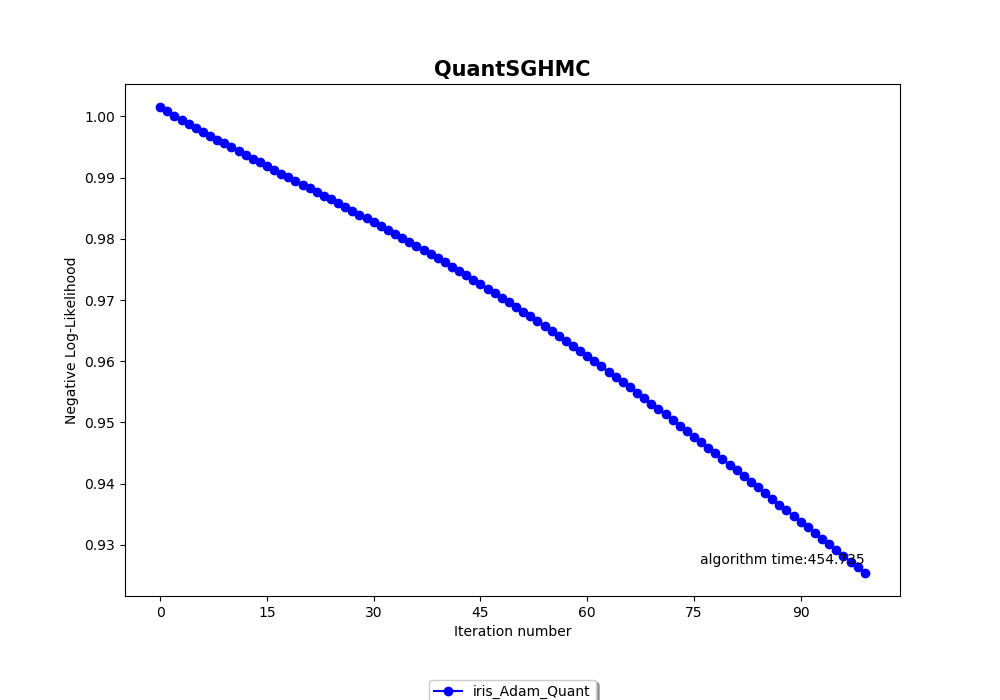 QuantSGHMC
Negative Log-Likelihood
1.00
0.99
0.98
0.97
0.96
0.95
0.94
0.93
algorithm time:454.735
0 15 30 45 60 75 90
Iteration number
iris_Adam_Quant